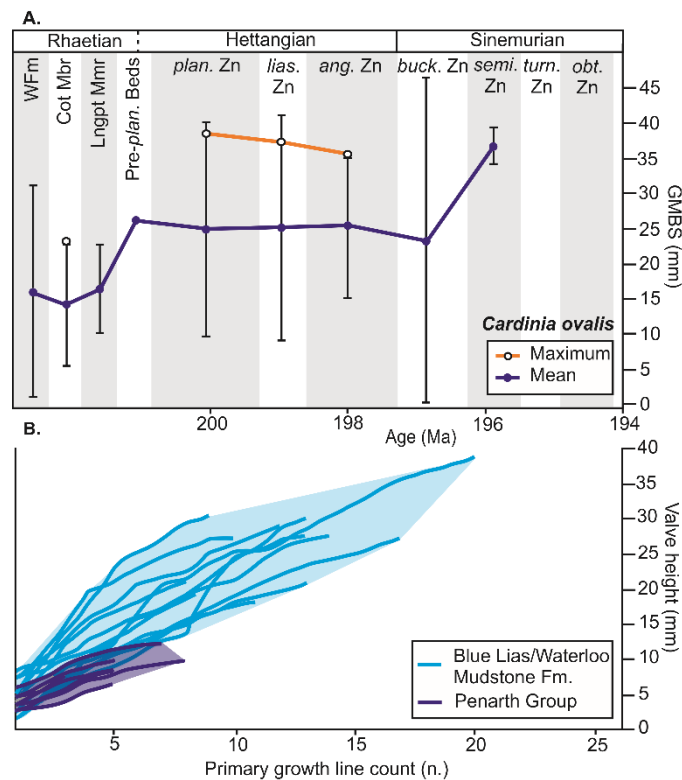 A.
Rhaetian
Hettangian
Sinemurian
WFm
Cot Mbr
Lngpt Mmr
Pre-plan. Beds
plan. Zn
lias. Zn
ang. Zn
buck. Zn
semi. Zn
turn. Zn
obt. Zn
45
40
35
30
25
20
15
10
5
0
GMBS (mm)
Cardinia ovalis
Maximum
Mean
200
198
196
194
Age (Ma)
B.
40
30
20
15
10
5
0
Valve height (mm)
Blue Lias/Waterloo
Mudstone Fm.
Penarth Group
5
10
15
20
25
Primary growth line count (n.)